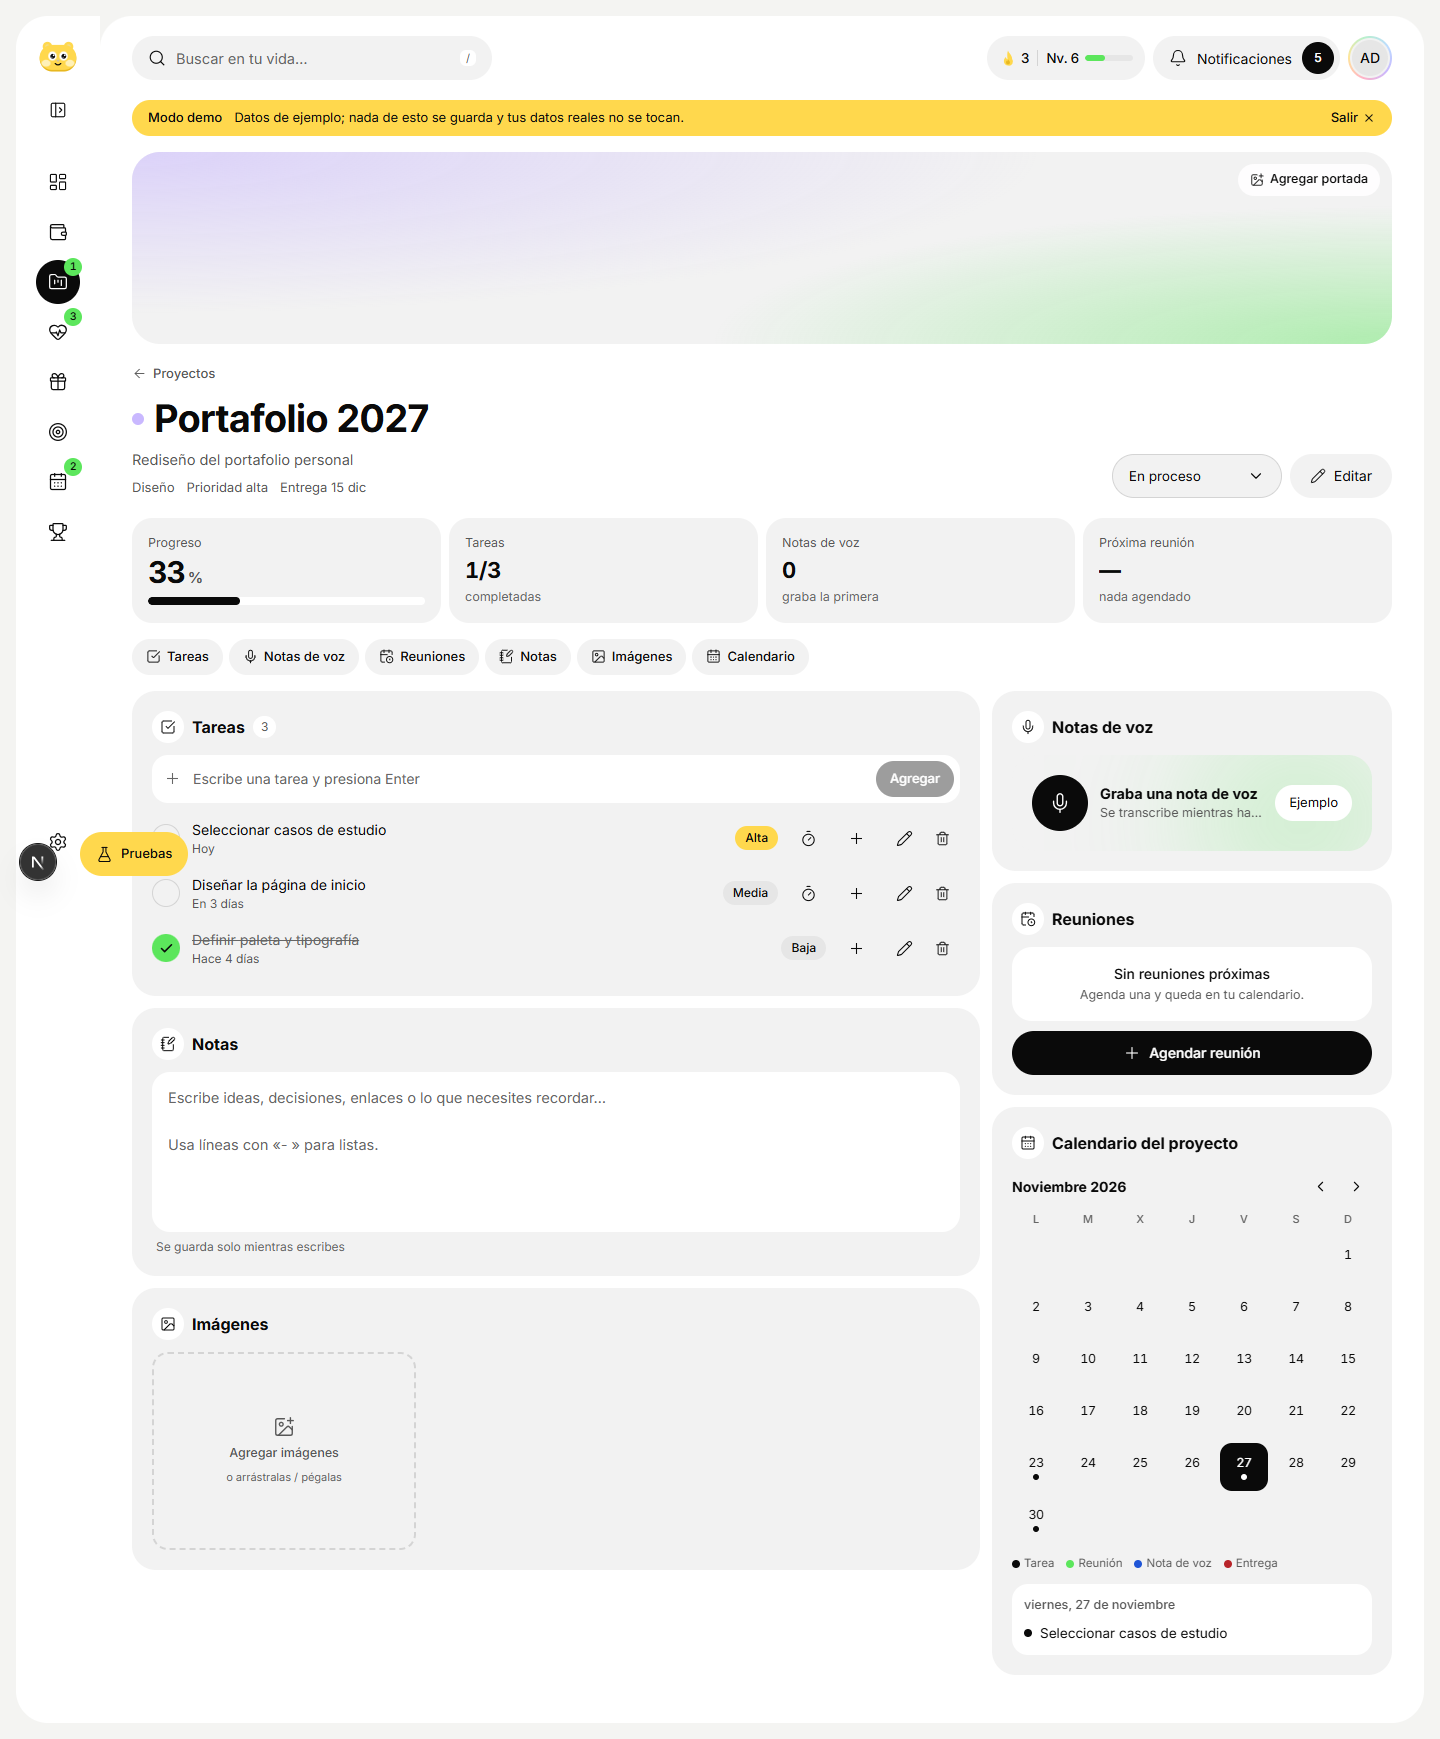 Buscar en tu vida...
/
3
Nv. 6
Notificaciones
5
AD
Modo demo
Datos de ejemplo; nada de esto se guarda y tus datos reales no se tocan.
Salir
Agregar portada
1
3
2
Proyectos
Portafolio 2027
Rediseño del portafolio personal
Diseño
Prioridad alta
Entrega 15 dic
En proceso
Editar
Progreso
33 %
Tareas
1/3
completadas
Notas de voz
0
graba la primera
Próxima reunión
—
nada agendado
Tareas
Notas de voz
Reuniones
Notas
Imágenes
Calendario
Tareas
3
Escribe una tarea y presiona Enter
Agregar
Seleccionar casos de estudio
Hoy
Alta
Diseñar la página de inicio
En 3 días
Media
Definir paleta y tipografía
Hace 4 días
Baja
N
Pruebas
Notas
Escribe ideas, decisiones, enlaces o lo que necesites recordar...
Usa líneas con «- » para listas.
Se guarda solo mientras escribes
Imágenes
Agregar imágenes
o arrástralas / pégalas
Notas de voz
Graba una nota de voz
Se transcribe mientras ha...
Ejemplo
Reuniones
Sin reuniones próximas
Agenda una y queda en tu calendario.
Agendar reunión
Calendario del proyecto
Noviembre 2026
L M X J V S D
1
2 3 4 5 6 7 8
9 10 11 12 13 14 15
16 17 18 19 20 21 22
23 24 25 26 27 28 29
30
Tarea
Reunión
Nota de voz
Entrega
viernes, 27 de noviembre
Seleccionar casos de estudio